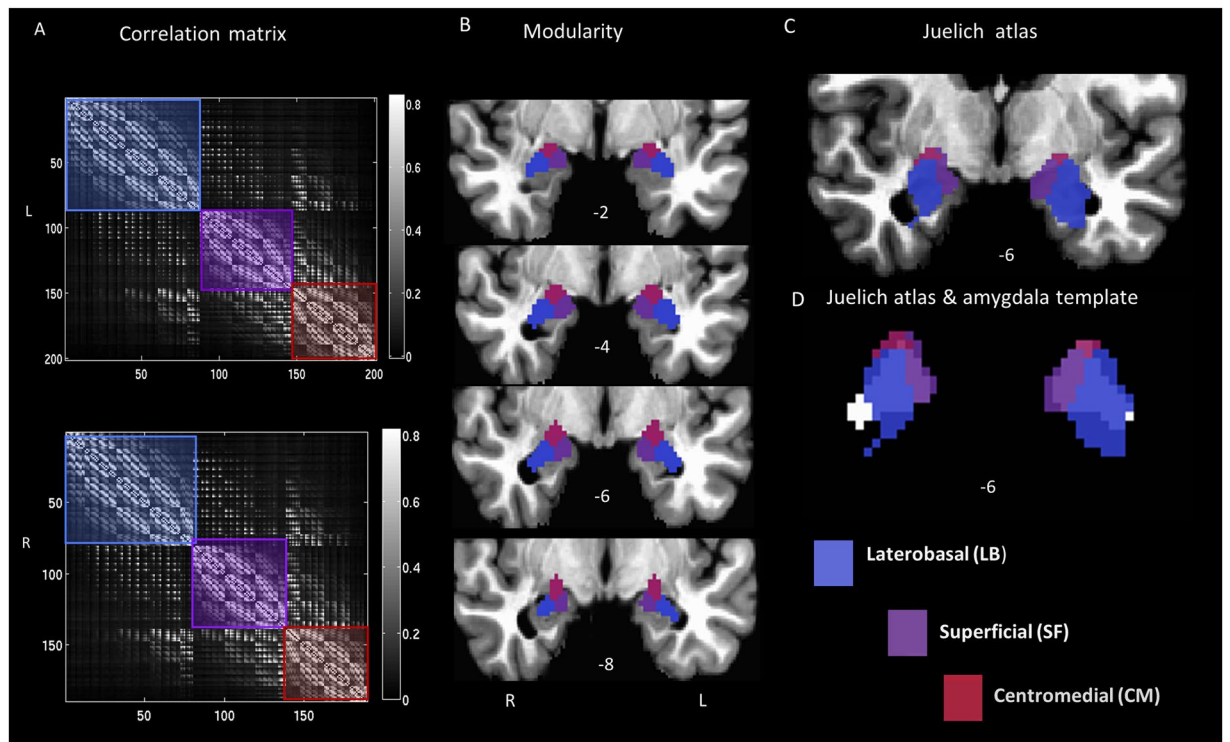 A
Correlation matrix
L
50
100
150
200
50
100
150
200
0.8
0.6
0.4
0.2
0
R
50
100
150
50
100
150
0.8
0.6
0.4
0.2
0
B
Modularity
-2
-4
-6
-8
R
L
C
Juelich atlas
-6
D
Juelich atlas & amygdala template
-6
Laterobasal (LB)
Superficial (SF)
Centromedial (CM)